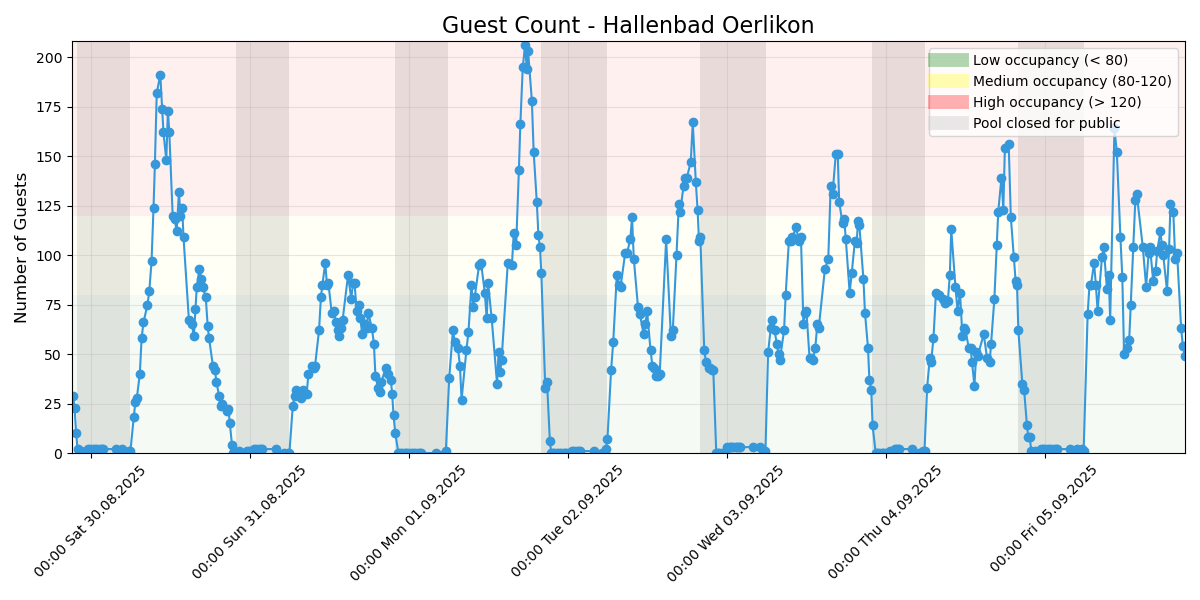 Guest Count - Hallenbad Oerlikon
Number of Guests
200
175
150
125
100
75
50
25
0
Low occupancy (< 80)
Medium occupancy (80-120)
High occupancy (> 120)
Pool closed for public
00:00 Sat 30.08.2025
00:00 Sun 31.08.2025
00:00 Mon 01.09.2025
00:00 Tue 02.09.2025
00:00 Wed 03.09.2025
00:00 Thu 04.09.2025
00:00 Fri 05.09.2025